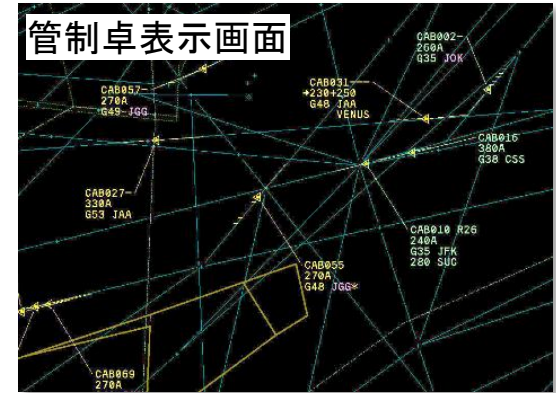 管制卓表示画面
CAB002-
260A
G35 JOK
CAB057-
270A
G49-JGG
CAB031-
→230+250
G48 JAA
VENUS
CAB016
380A
G38 CSS
CAB027-
330A
G53 JAA
CAB010 R26
240A
G35 JFK
280 SUC
CAB055
270A
G48 JGG*
CAB069
270A